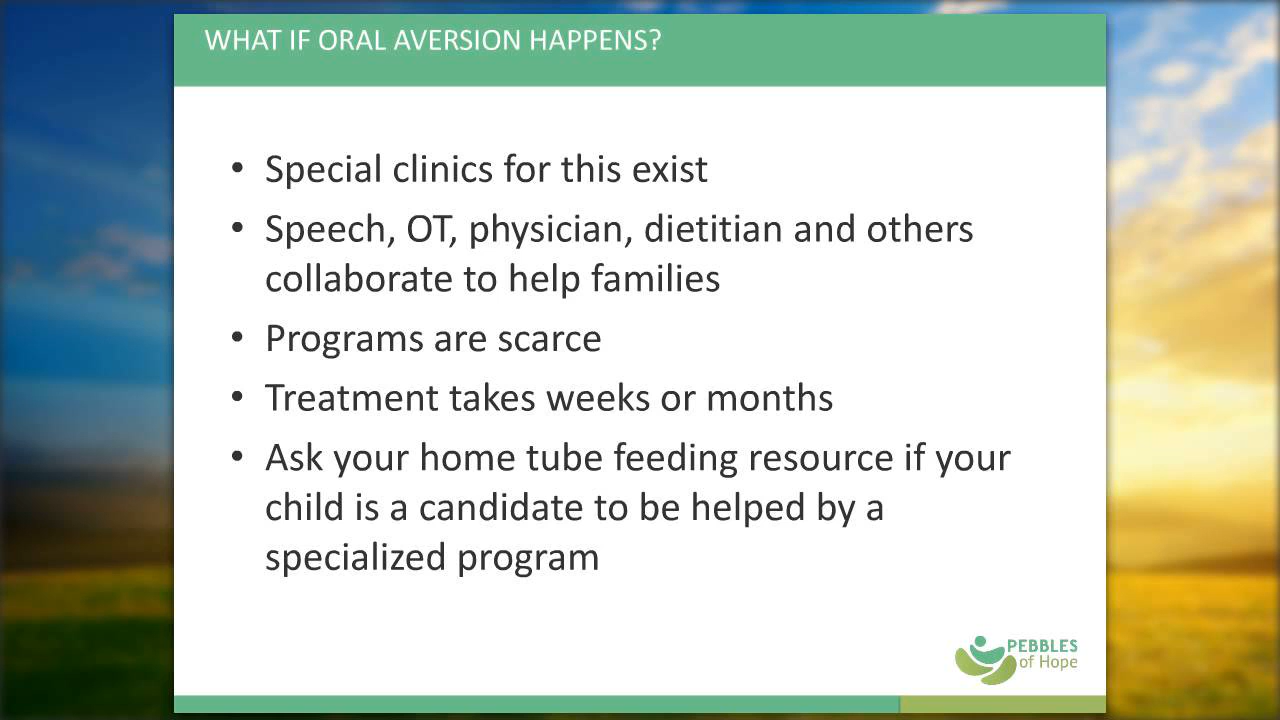 WHAT IF ORAL AVERSION HAPPENS?
• Special clinics for this exist
• Speech, OT, physician, dietitian and others
collaborate to help families
• Programs are scarce
• Treatment takes weeks or months
• Ask your home tube feeding resource if your
child is a candidate to be helped by a
specialized program
PEBBLES
of Hope